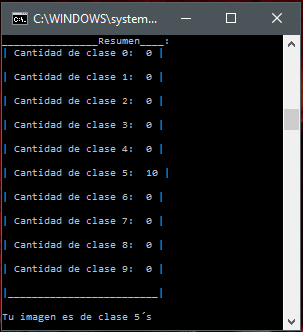 C:\WINDOWS\system...
________________Resumen____:
| Cantidad de clase 0:  0 |
| Cantidad de clase 1:  0 |
| Cantidad de clase 2:  0 |
| Cantidad de clase 3:  0 |
| Cantidad de clase 4:  0 |
| Cantidad de clase 5:  10 |
| Cantidad de clase 6:  0 |
| Cantidad de clase 7:  0 |
| Cantidad de clase 8:  0 |
| Cantidad de clase 9:  0 |
|_________________________|
Tu imagen es de clase 5´s